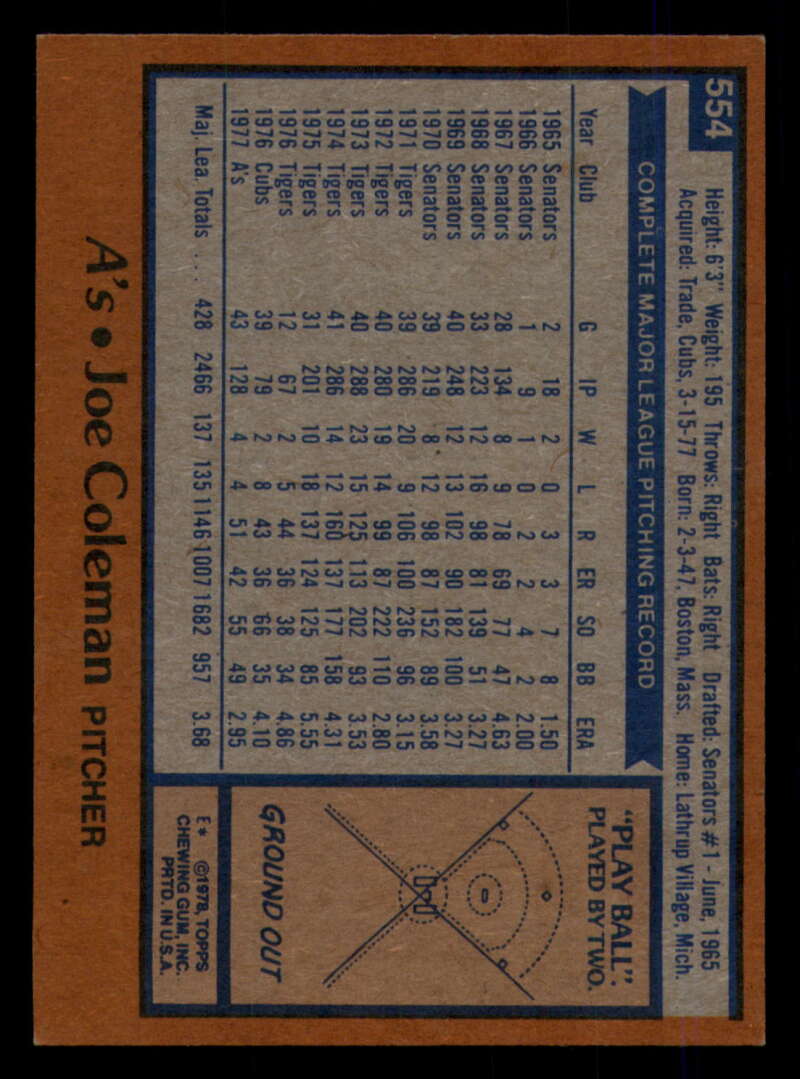 554
Height: 6'3" Weight: 195 Throws: Right Bats: Right Drafted: Senators #1 - June, 1965
Acquired: Trade, Cubs, 3-15-77 Born: 2-3-47, Boston, Mass. Home: Lathrup Village, Mich.
COMPLETE MAJOR LEAGUE PITCHING RECORD
Year Club G IP W L R ER SO BB ERA
1965 Senators 2 18 2 0 3 3 7 8 1.50
1966 Senators 1 9 1 0 2 2 4 2 2.00
1967 Senators 28 134 8 9 78 69 77 47 4.63
1968 Senators 33 223 12 16 98 81 139 51 3.27
1969 Senators 40 248 12 13 102 90 182 100 3.27
1970 Senators 39 219 8 12 98 87 152 89 3.58
1971 Tigers 39 286 20 9 106 100 236 96 3.15
1972 Tigers 40 280 19 14 99 87 222 110 2.80
1973 Tigers 40 288 23 15 125 113 202 93 3.53
1974 Tigers 41 286 14 12 160 137 177 158 4.31
1975 Tigers 31 201 10 18 137 124 125 85 5.55
1976 Tigers 12 67 2 5 44 36 38 34 4.86
1976 Cubs 39 79 2 8 43 36 66 35 4.10
1977 A's 43 128 4 4 51 42 55 49 2.95
Maj. Lea. Totals ... 428 2466 137 135 1146 1007 1682 957 3.68
"PLAY BALL".
PLAYED BY TWO.
GROUND OUT
E* ©1978, TOPPS
CHEWING GUM, INC.
PRTD. IN U.S.A.
A's • Joe Coleman PITCHER